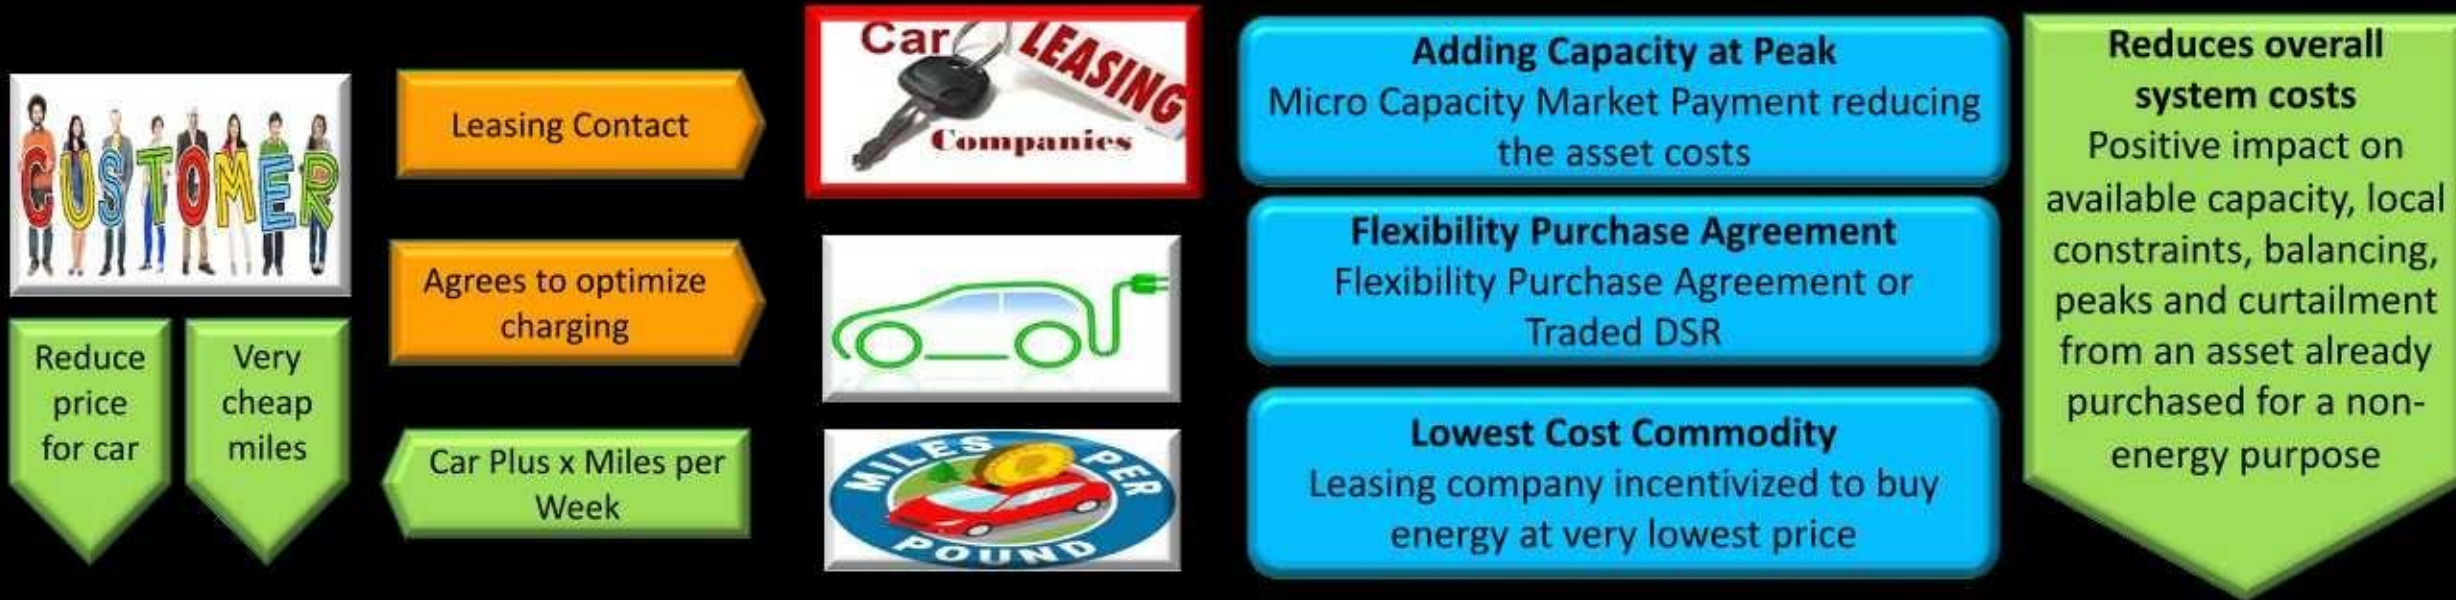 CUSTOMER
Reduce
price
for car
Very
cheap
miles
Leasing Contact
Agrees to optimize
charging
Car Plus x Miles per
Week
Car LEASING
Companies
MILES PER
POUND
Adding Capacity at Peak
Micro Capacity Market Payment reducing
the asset costs
Flexibility Purchase Agreement
Flexibility Purchase Agreement or
Traded DSR
Lowest Cost Commodity
Leasing company incentivized to buy
energy at very lowest price
Reduces overall
system costs
Positive impact on
available capacity, local
constraints, balancing,
peaks and curtailment
from an asset already
purchased for a non-
energy purpose